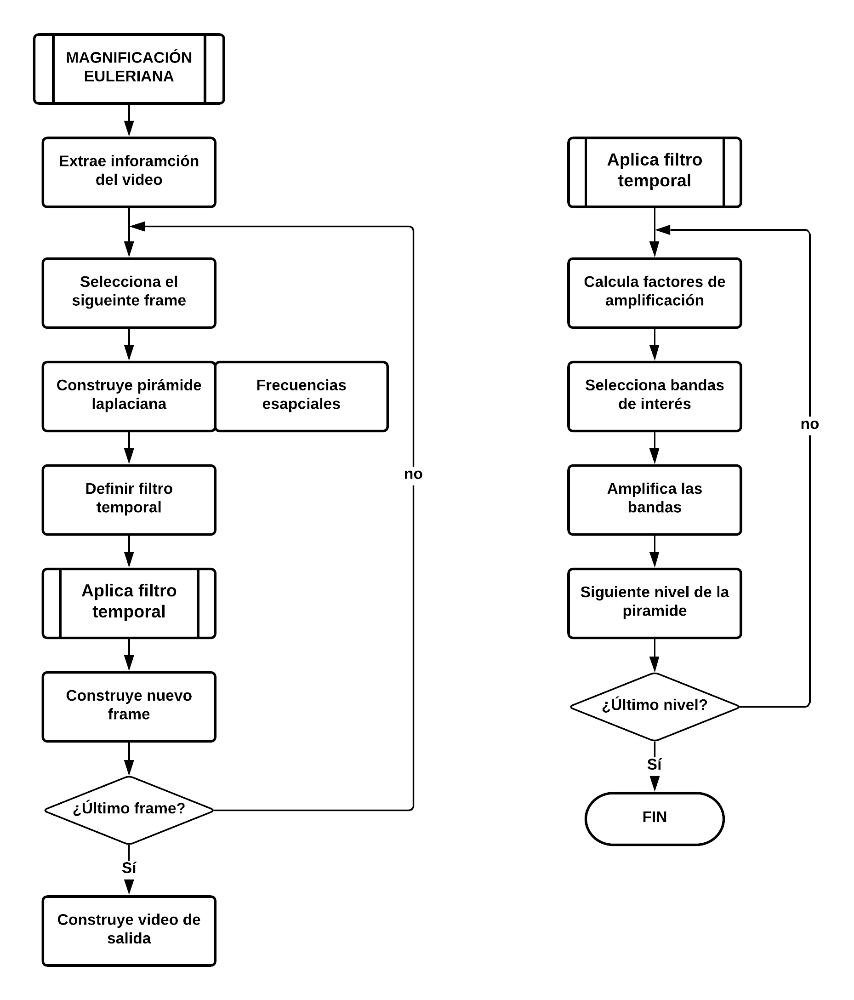 MAGNIFICACIÓN
EULERIANA
Extrae inforamción
del video
Selecciona el
sigueinte frame
Construye pirámide
laplaciana
Frecuencias
esapciales
Definir filtro
temporal
Aplica filtro
temporal
Construye nuevo
frame
¿Último frame?
no
Sí
Construye video de
salida
Aplica filtro
temporal
Calcula factores de
amplificación
Selecciona bandas
de interés
Amplifica las
bandas
Siguiente nivel de la
piramide
¿Último nivel?
no
Sí
FIN